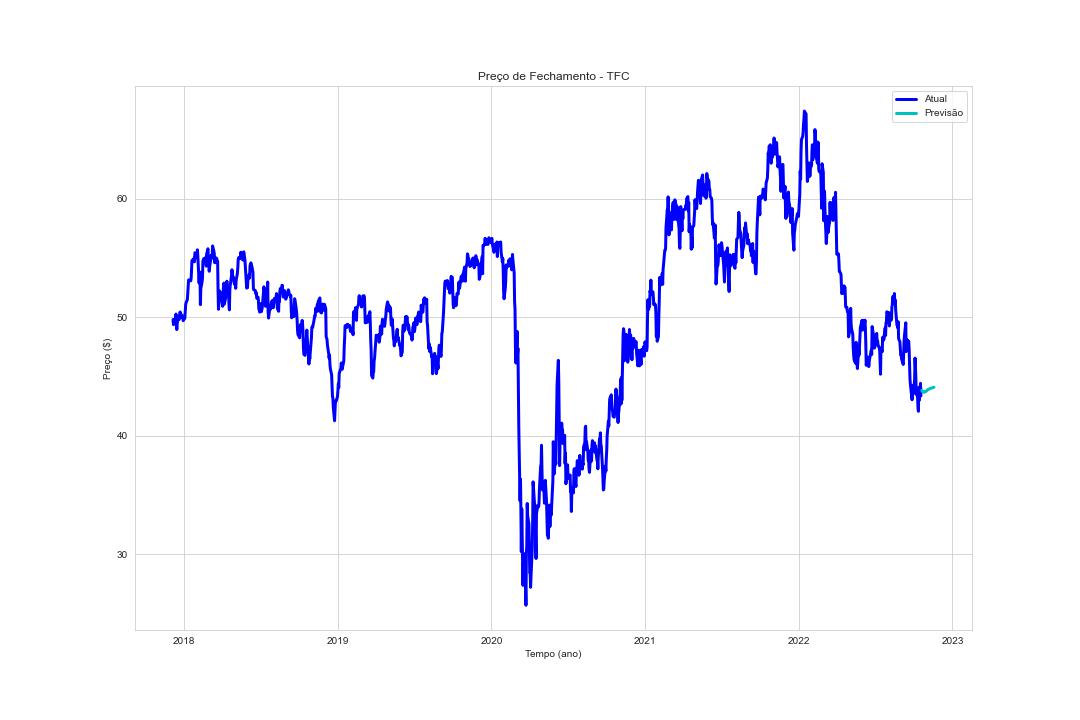 Preço de Fechamento - TFC
Atual
Previsão
Preço ($)
60
50
40
30
2018
2019
2020
2021
2022
2023
Tempo (ano)